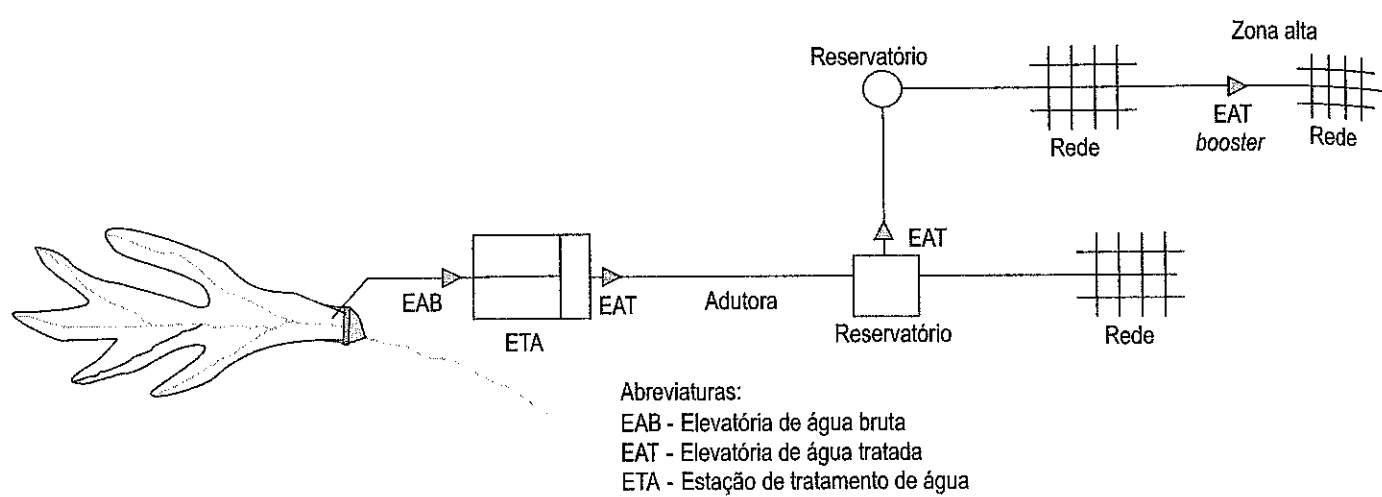 Zona alta
Reservatório
EAT
booster
Rede
Rede
EAT
EAB
EAT
Adutora
ETA
Reservatório
Rede
Abreviaturas:
EAB - Elevatória de água bruta
EAT - Elevatória de água tratada
ETA - Estação de tratamento de água